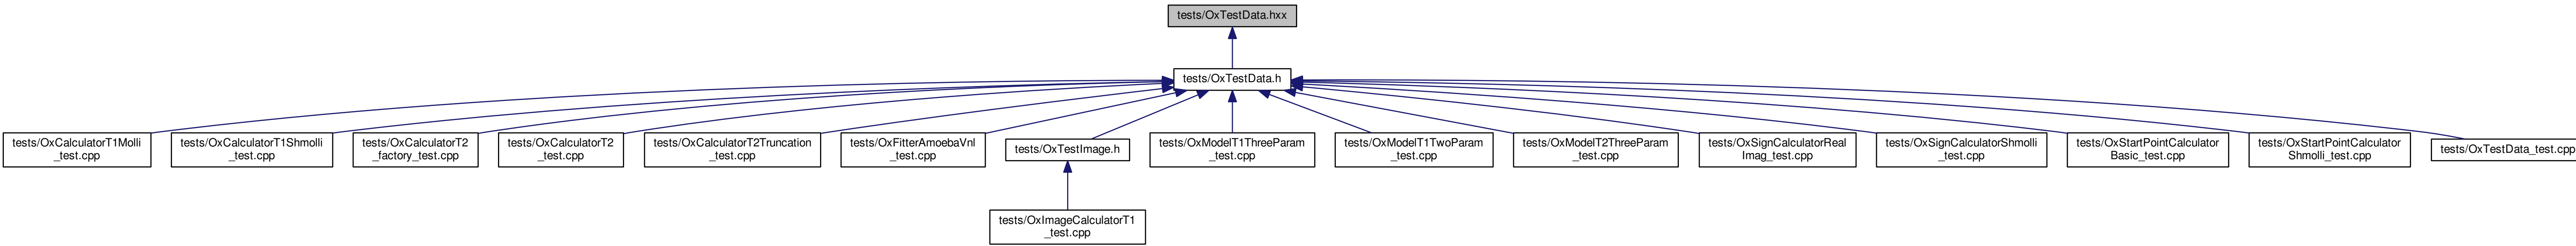 tests/OxTestData.hxx
tests/OxTestData.h
tests/OxCalculatorT1Molli
_test.cpp
tests/OxCalculatorT1Shmolli
_test.cpp
tests/OxCalculatorT2
_factory_test.cpp
tests/OxCalculatorT2
_test.cpp
tests/OxCalculatorT2Truncation
_test.cpp
tests/OxFitterAmoebaVnl
_test.cpp
tests/OxTestImage.h
tests/OxModelT1ThreeParam
_test.cpp
tests/OxModelT1TwoParam
_test.cpp
tests/OxModelT2ThreeParam
_test.cpp
tests/OxSignCalculatorReal
Imag_test.cpp
tests/OxSignCalculatorShmolli
_test.cpp
tests/OxStartPointCalculator
Basic_test.cpp
tests/OxStartPointCalculator
Shmolli_test.cpp
tests/OxTestData_test.cpp
tests/OxImageCalculatorT1
_test.cpp